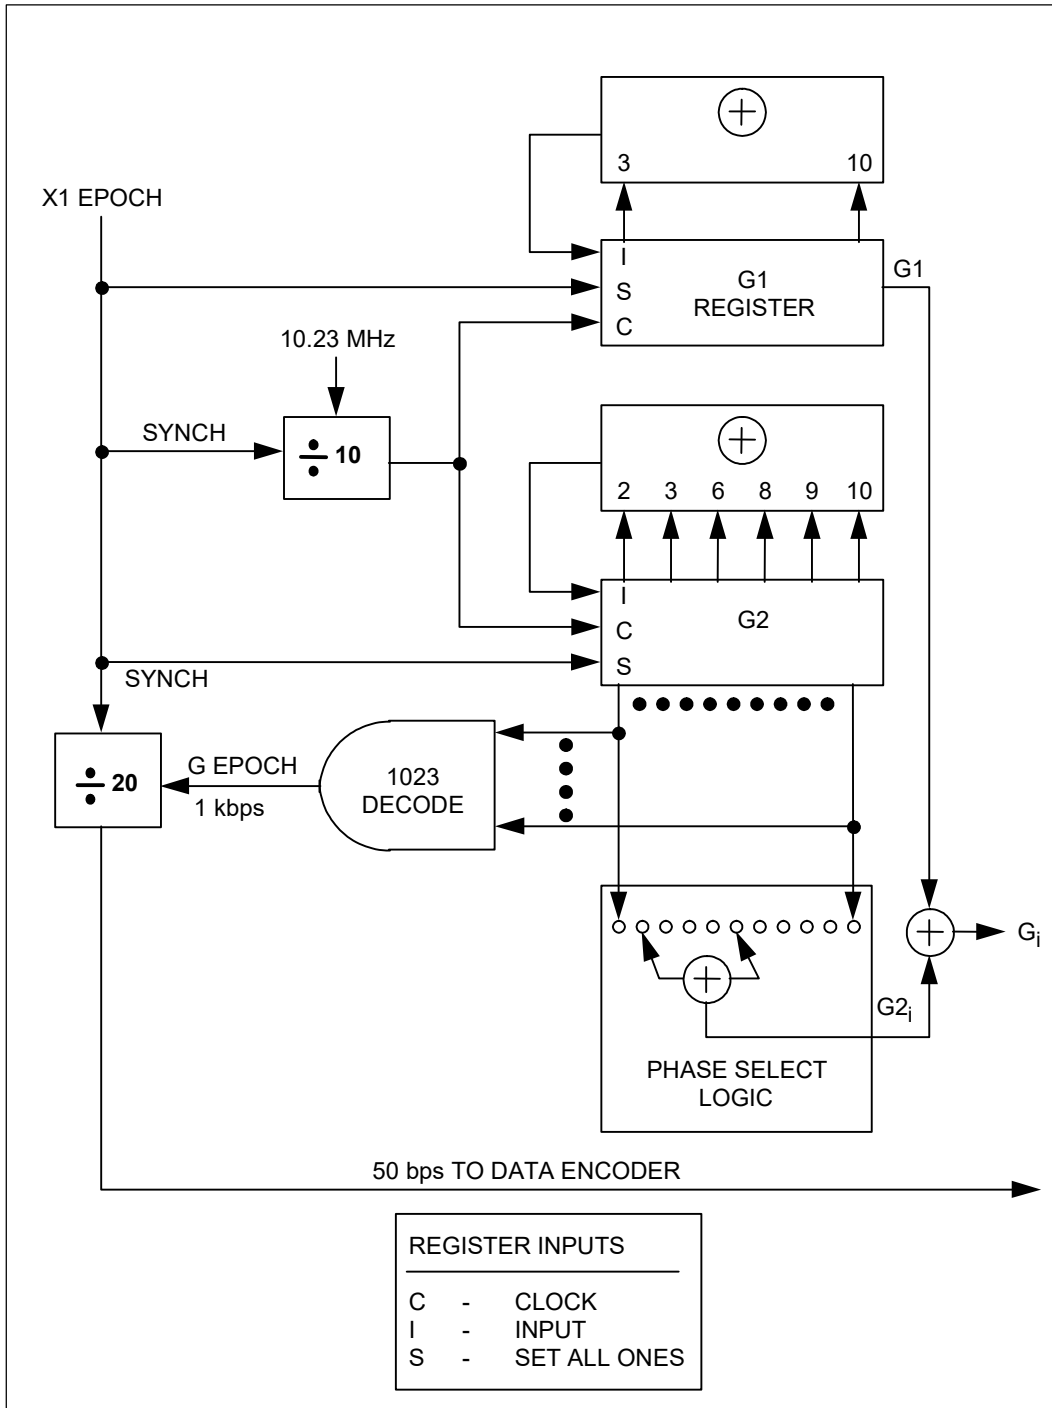 3 10
X1 EPOCH
I
G1
REGISTER
G1
S
C
10.23 MHz
SYNCH
÷ 10
2 3 6 8 9 10
I
G2
C
S
SYNCH
÷ 20
G EPOCH
1 kbps
1023
DECODE
Gi
G2i
PHASE SELECT
LOGIC
50 bps TO DATA ENCODER
REGISTER INPUTS
C - CLOCK
I - INPUT
S - SET ALL ONES